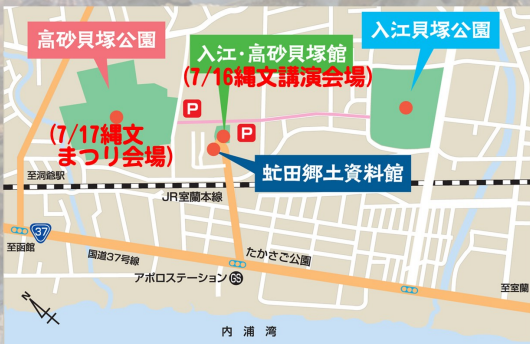 高砂貝塚公園
(7/17縄文
まつり会場)
入江・高砂貝塚館
(7/16縄文講演会場)
入江貝塚公園
P
P
虻田郷土資料館
至洞爺駅
JR室蘭本線
37
至函館
国道37号線
たかさご公園
アポロステーション GS
至室蘭
N
内浦湾